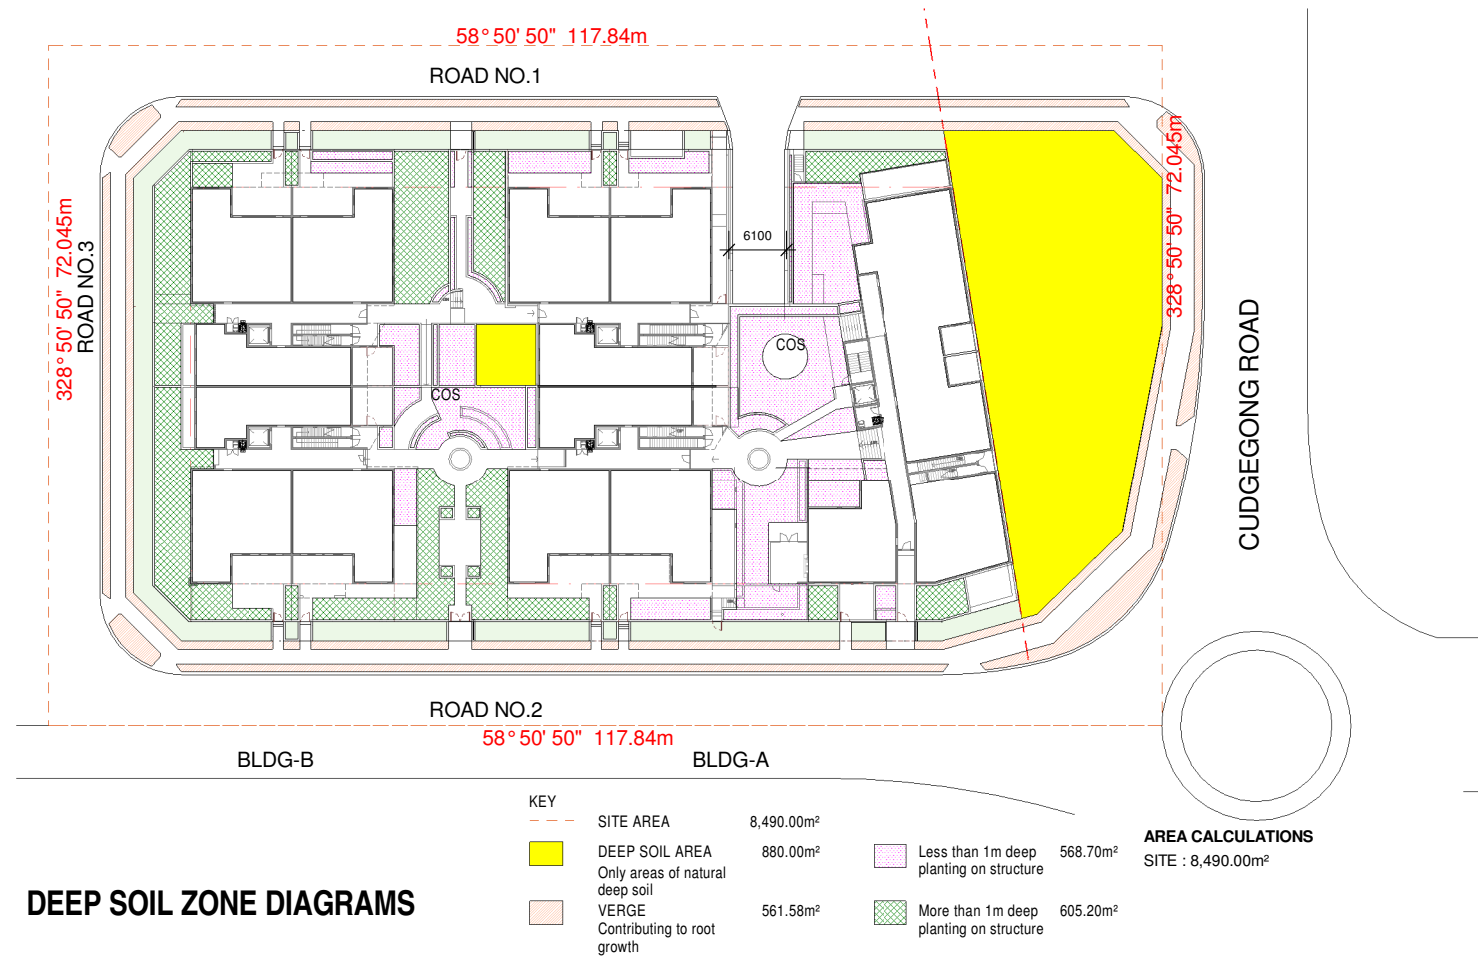 58° 50' 50" 117.84m
ROAD NO.1
328° 50' 50" 72.045m
ROAD NO.3
328° 50' 50" 72.045m
6100
COS
COS
CUDGEGONG ROAD
ROAD NO.2
58° 50' 50" 117.84m
BLDG-B
BLDG-A
KEY
SITE AREA 8,490.00m²
DEEP SOIL AREA 880.00m²
Only areas of natural
deep soil
VERGE 561.58m²
Contributing to root
growth
Less than 1m deep 568.70m²
planting on structure
More than 1m deep 605.20m²
planting on structure
AREA CALCULATIONS
SITE : 8,490.00m²
DEEP SOIL ZONE DIAGRAMS